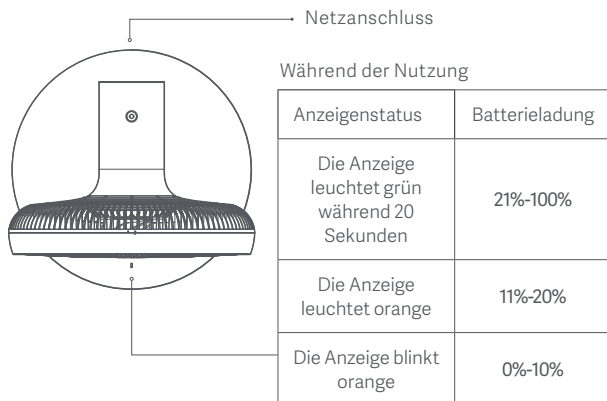 Netzanschluss
Während der Nutzung
Anzeigenstatus
Batterieladung
Die Anzeige
leuchtet grün
während 20
Sekunden
21%-100%
Die Anzeige
leuchtet orange
11%-20%
Die Anzeige blinkt
orange
0%-10%